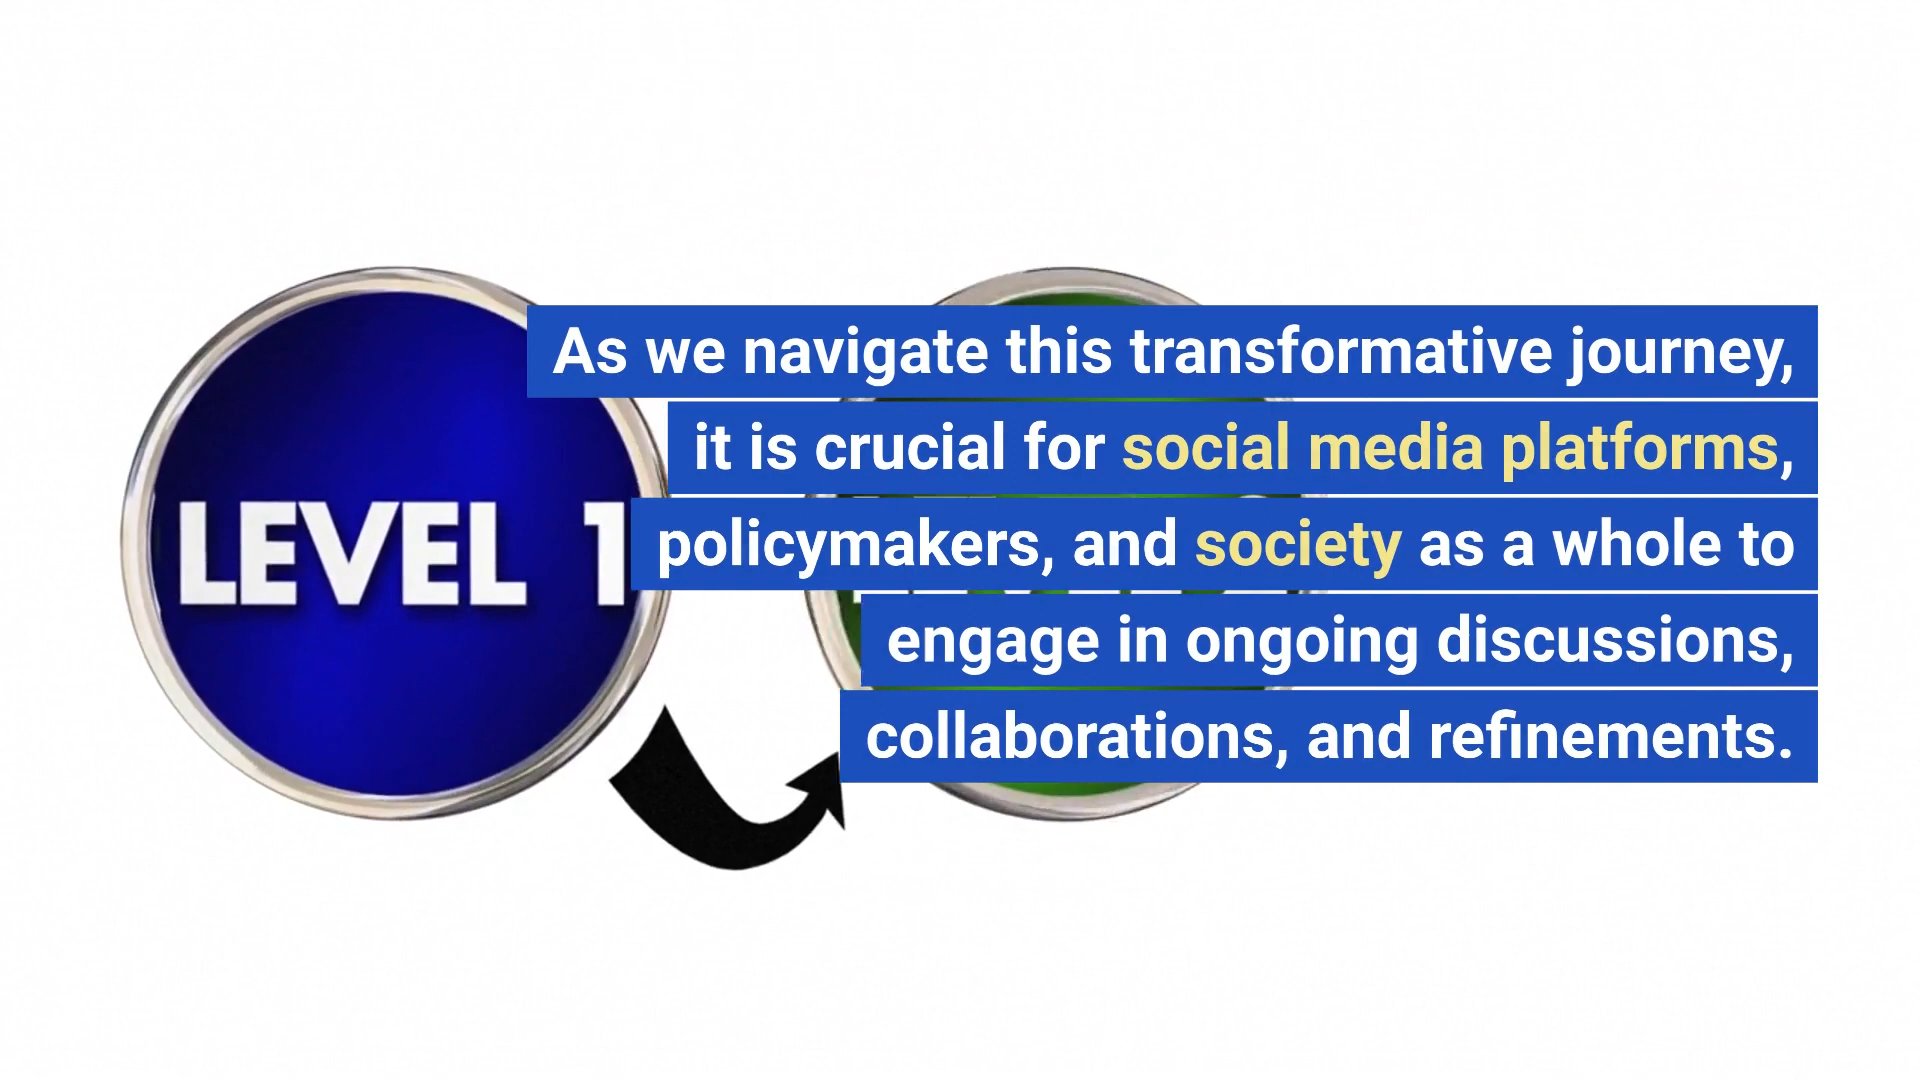 LEVEL 1
As we navigate this transformative journey,
it is crucial for social media platforms,
policymakers, and society as a whole to
engage in ongoing discussions,
collaborations, and refinements.